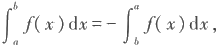 ∫_a^b f(x)dx = −∫_b^a f(x)dx,